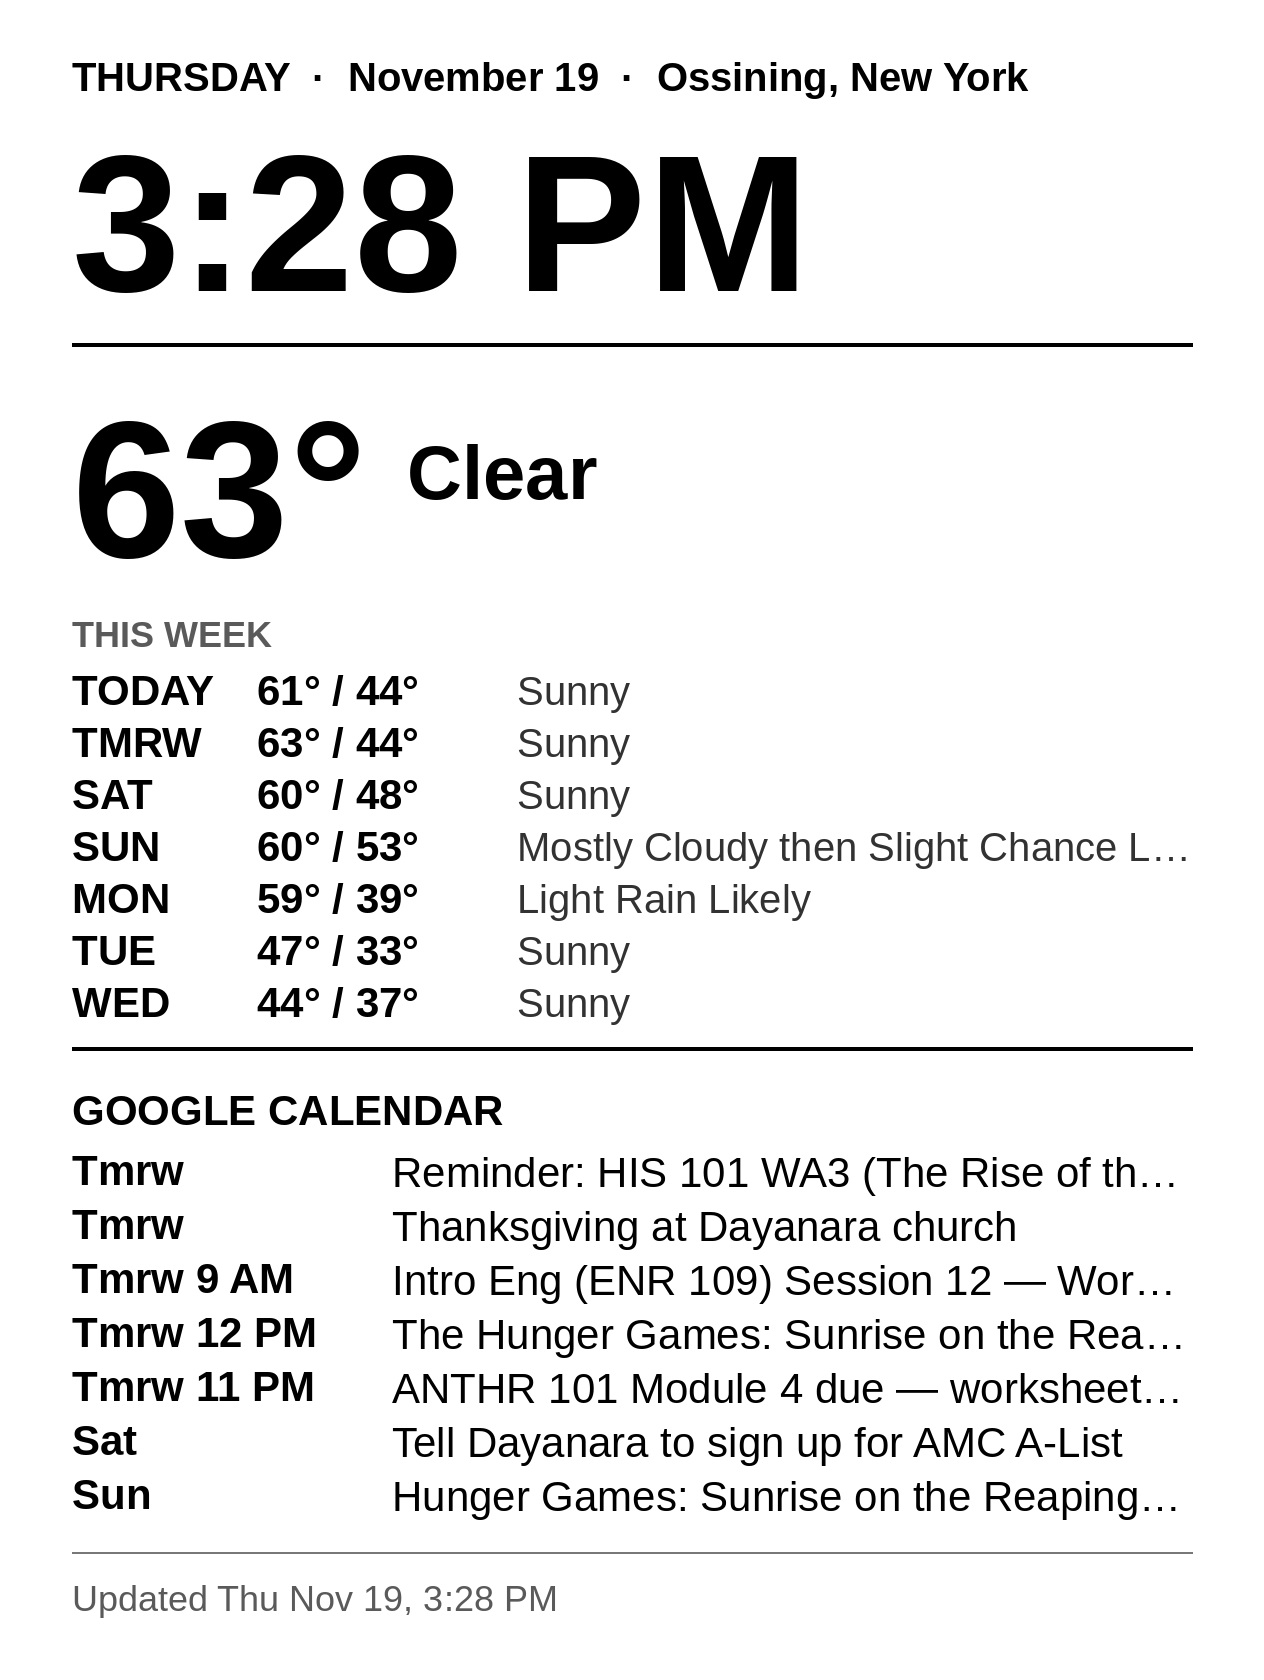 THURSDAY · November 19 · Ossining, New York
3:28 PM
63° Clear
THIS WEEK
TODAY 61° / 44° Sunny
TMRW 63° / 44° Sunny
SAT 60° / 48° Sunny
SUN 60° / 53° Mostly Cloudy then Slight Chance L…
MON 59° / 39° Light Rain Likely
TUE 47° / 33° Sunny
WED 44° / 37° Sunny
GOOGLE CALENDAR
Tmrw Reminder: HIS 101 WA3 (The Rise of th…
Tmrw Thanksgiving at Dayanara church
Tmrw 9 AM Intro Eng (ENR 109) Session 12 — Wor…
Tmrw 12 PM The Hunger Games: Sunrise on the Rea…
Tmrw 11 PM ANTHR 101 Module 4 due — worksheet…
Sat Tell Dayanara to sign up for AMC A-List
Sun Hunger Games: Sunrise on the Reaping…
Updated Thu Nov 19, 3:28 PM